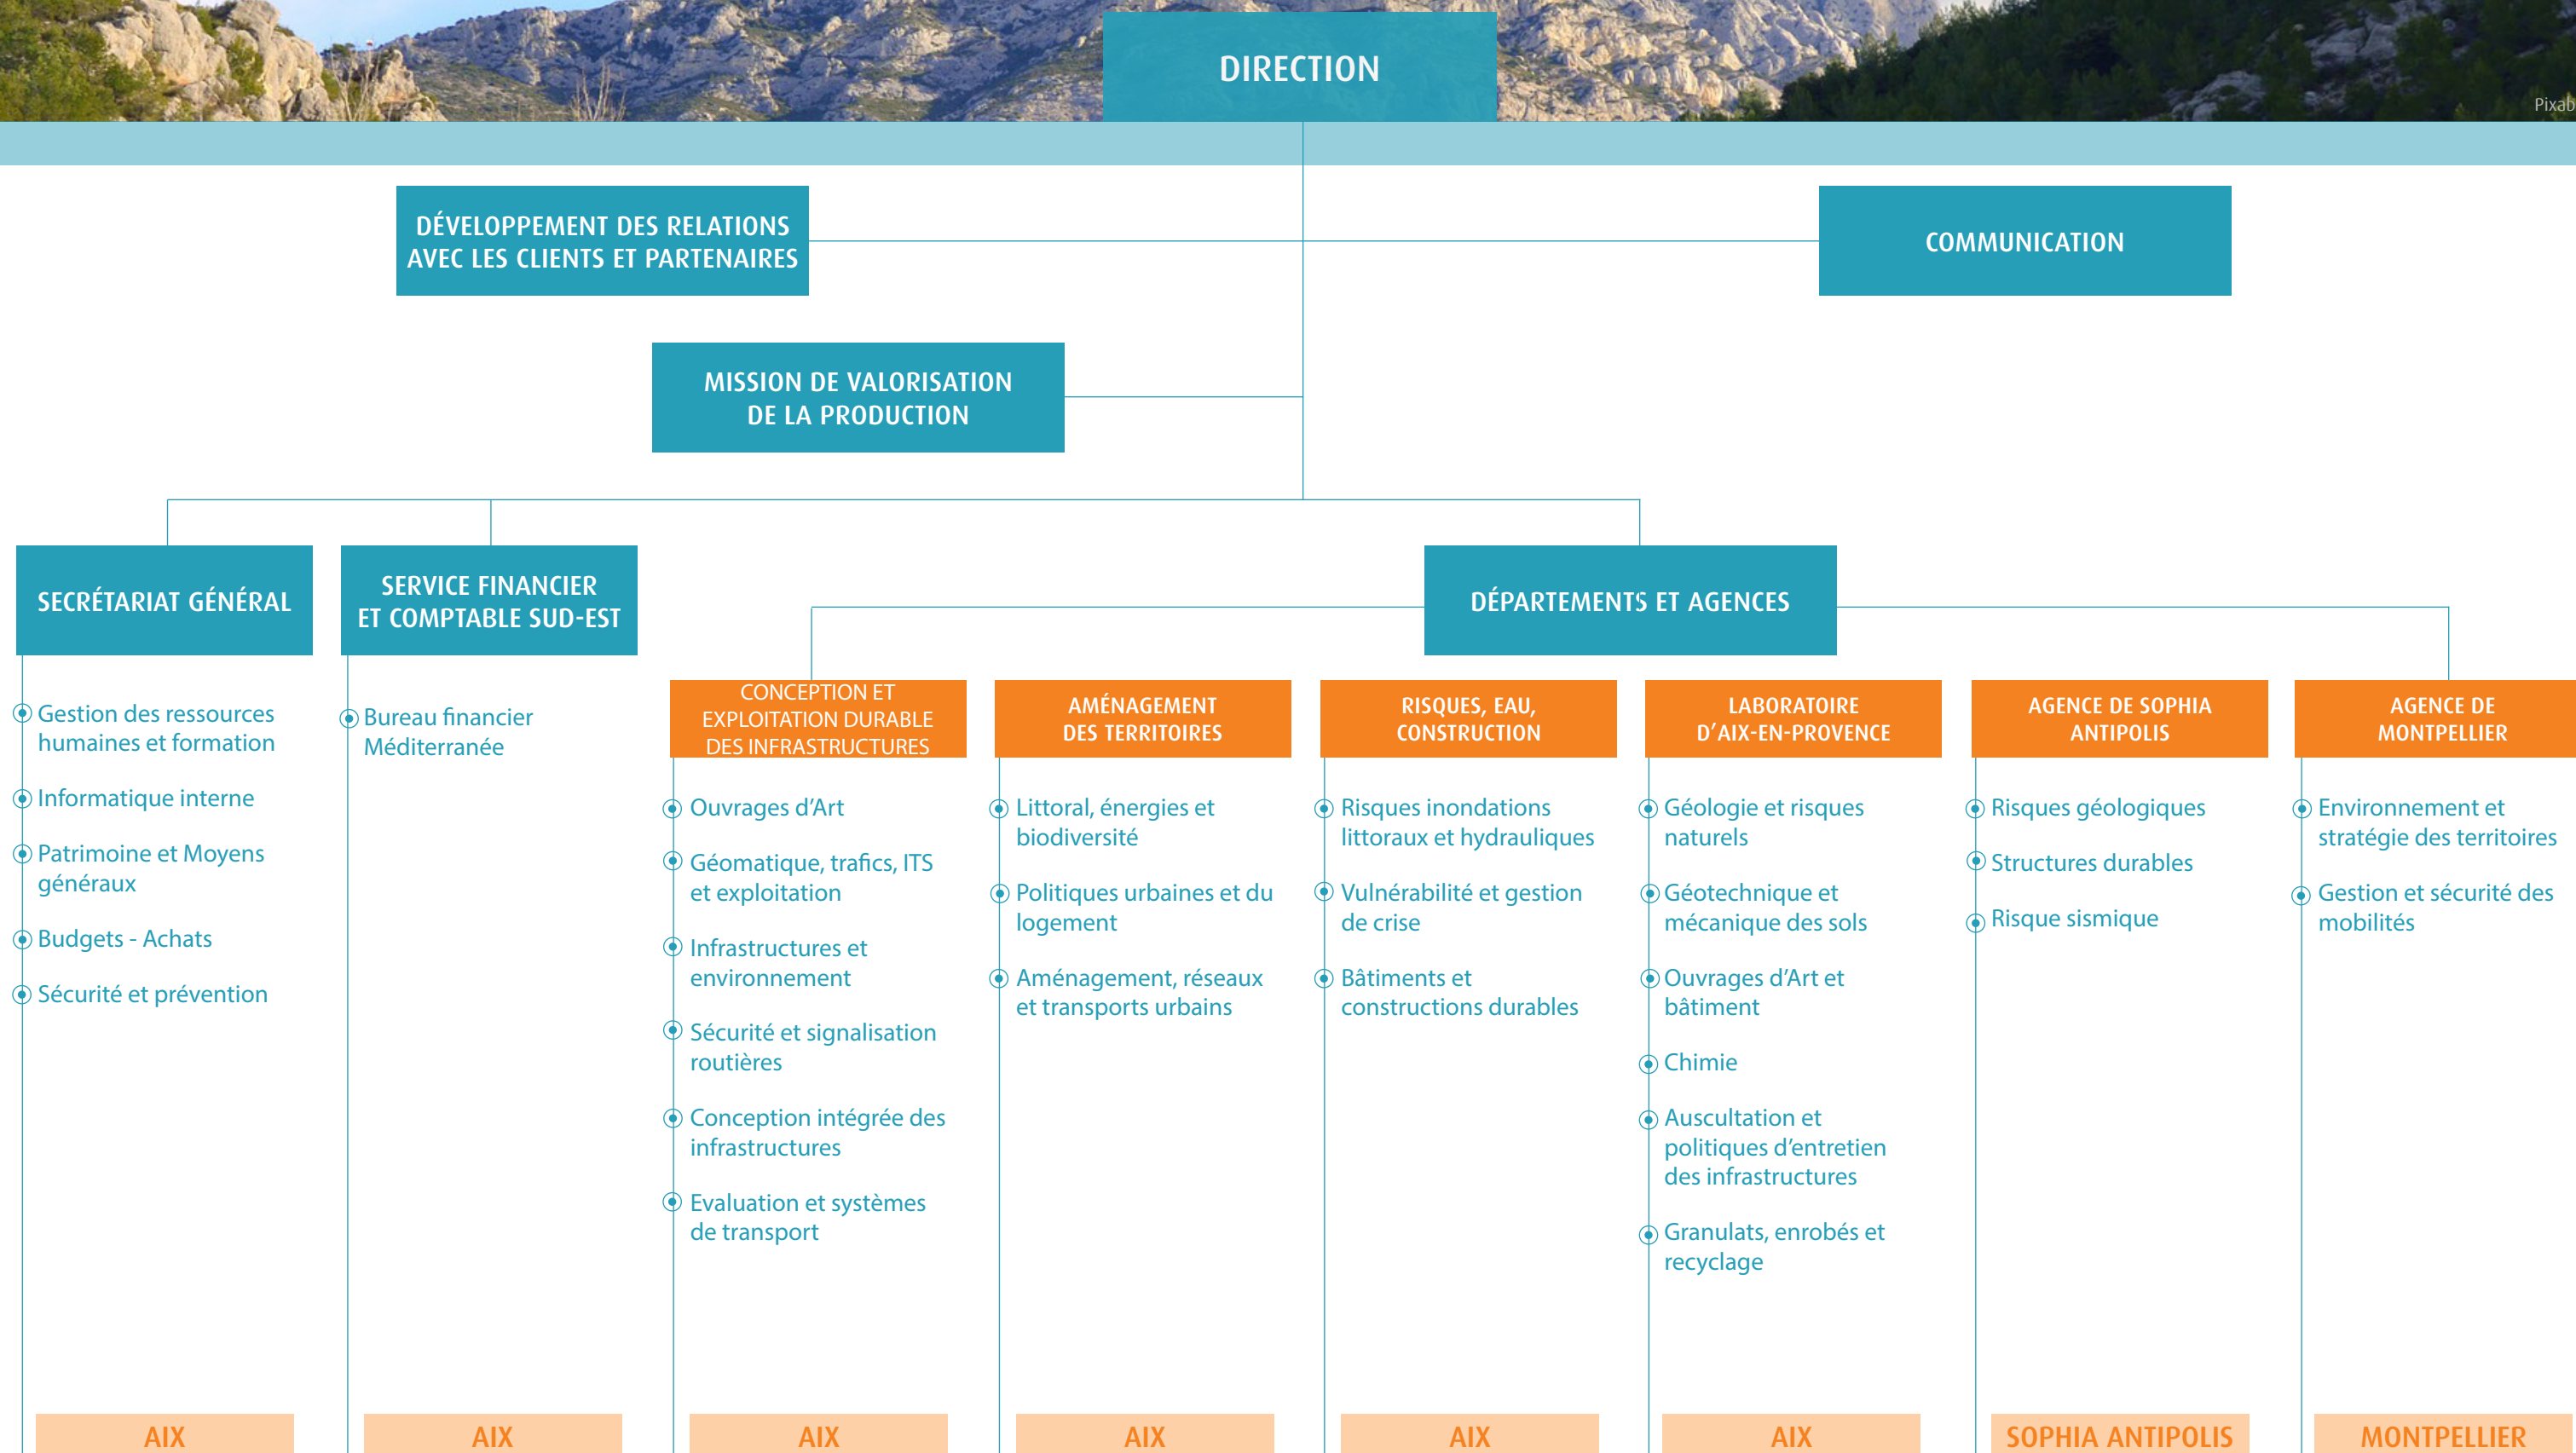 DIRECTION
Pixab
DÉVELOPPEMENT DES RELATIONS
AVEC LES CLIENTS ET PARTENAIRES
COMMUNICATION
MISSION DE VALORISATION
DE LA PRODUCTION
SECRÉTARIAT GÉNÉRAL
SERVICE FINANCIER
ET COMPTABLE SUD-EST
DÉPARTEMENTS ET AGENCES
Gestion des ressources
humaines et formation
Informatique interne
Patrimoine et Moyens
généraux
Budgets - Achats
Sécurité et prévention
AIX
Bureau financier
Méditerranée
AIX
CONCEPTION ET
EXPLOITATION DURABLE
DES INFRASTRUCTURES
Ouvrages d'Art
Géomatique, trafics, ITS
et exploitation
Infrastructures et
environnement
Sécurité et signalisation
routières
Conception intégrée des
infrastructures
Evaluation et systèmes
de transport
AIX
AMÉNAGEMENT
DES TERRITOIRES
Littoral, énergies et
biodiversité
Politiques urbaines et du
logement
Aménagement, réseaux
et transports urbains
AIX
RISQUES, EAU,
CONSTRUCTION
Risques inondations
littoraux et hydrauliques
Vulnérabilité et gestion
de crise
Bâtiments et
constructions durables
AIX
LABORATOIRE
D'AIX-EN-PROVENCE
Géologie et risques
naturels
Géotechnique et
mécanique des sols
Ouvrages d'Art et
bâtiment
Chimie
Auscultation et
politiques d'entretien
des infrastructures
Granulats, enrobés et
recyclage
AIX
AGENCE DE SOPHIA
ANTIPOLIS
Risques géologiques
Structures durables
Risque sismique
SOPHIA ANTIPOLIS
AGENCE DE
MONTPELLIER
Environnement et
stratégie des territoires
Gestion et sécurité des
mobilités
MONTPELLIER